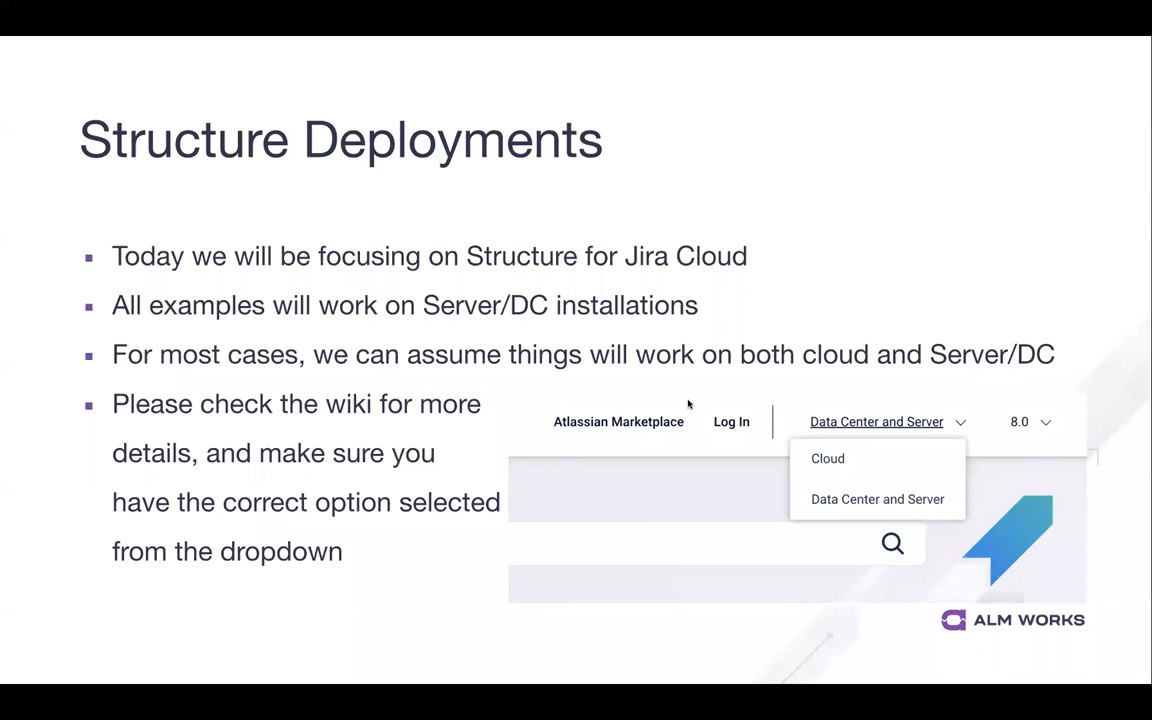 Structure Deployments
▪ Today we will be focusing on Structure for Jira Cloud
▪ All examples will work on Server/DC installations
▪ For most cases, we can assume things will work on both cloud and Server/DC
▪ Please check the wiki for more
details, and make sure you
have the correct option selected
from the dropdown
Atlassian Marketplace Log In Data Center and Server 8.0
Cloud
Data Center and Server
ALM WORKS